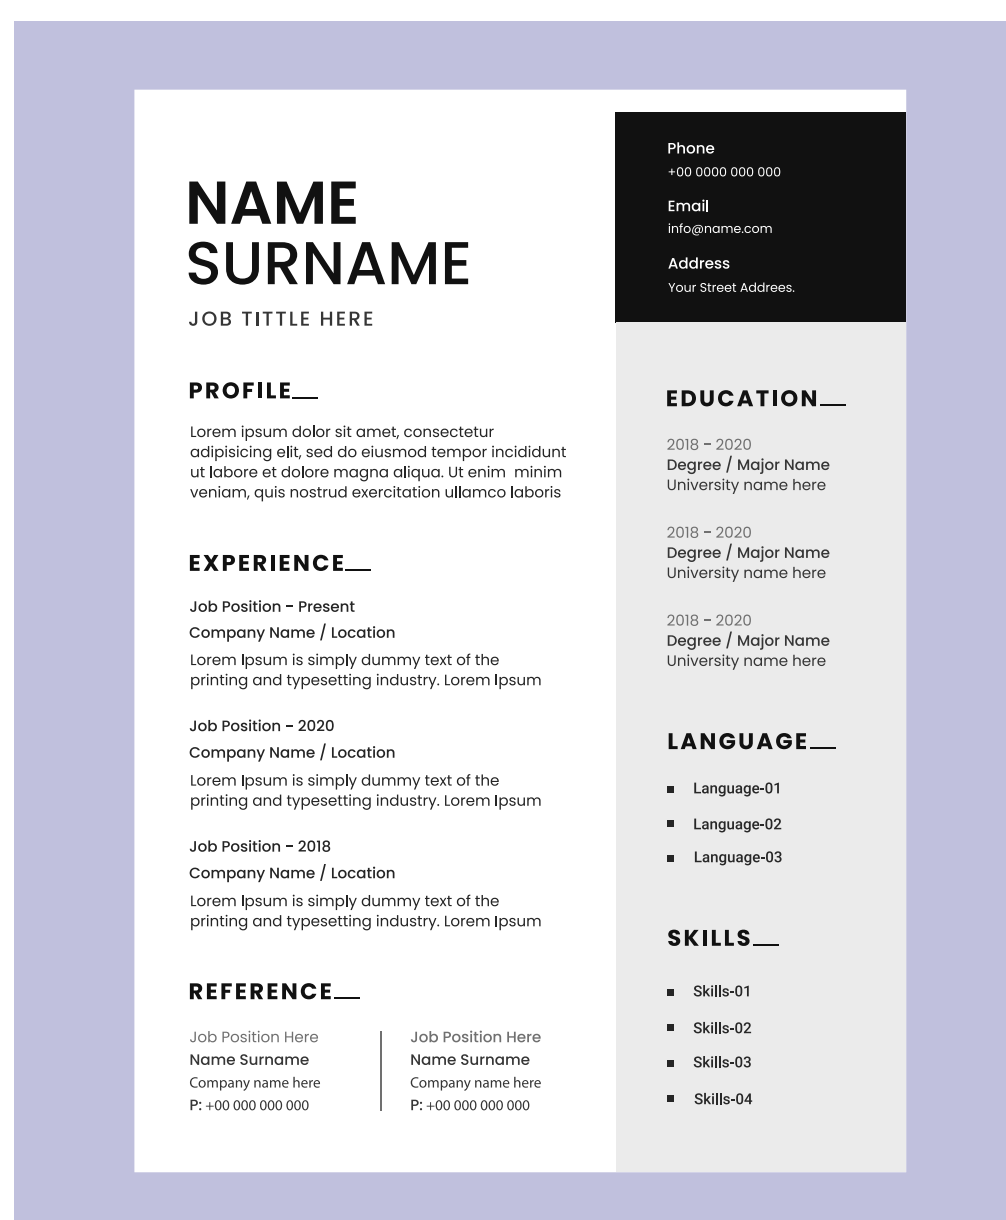 NAME
SURNAME
JOB TITTLE HERE
PROFILE
Lorem ipsum dolor sit amet, consectetur
adipisicing elit, sed do eiusmod tempor incididunt
ut labore et dolore magna aliqua. Ut enim  minim
veniam, quis nostrud exercitation ullamco laboris
EXPERIENCE
Job Position – Present
Company Name / Location
Lorem Ipsum is simply dummy text of the
printing and typesetting industry. Lorem Ipsum
Job Position – 2020
Company Name / Location
Lorem Ipsum is simply dummy text of the
printing and typesetting industry. Lorem Ipsum
Job Position – 2018
Company Name / Location
Lorem Ipsum is simply dummy text of the
printing and typesetting industry. Lorem Ipsum
REFERENCE
Job Position Here
Name Surname
Company name here
P: +00 000 000 000
Job Position Here
Name Surname
Company name here
P: +00 000 000 000
Phone
+00 0000 000 000
Email
info@name.com
Address
Your Street Addrees.
EDUCATION
2018 – 2020
Degree / Major Name
University name here
2018 – 2020
Degree / Major Name
University name here
2018 – 2020
Degree / Major Name
University name here
LANGUAGE
Language-01
Language-02
Language-03
SKILLS
Skills-01
Skills-02
Skills-03
Skills-04